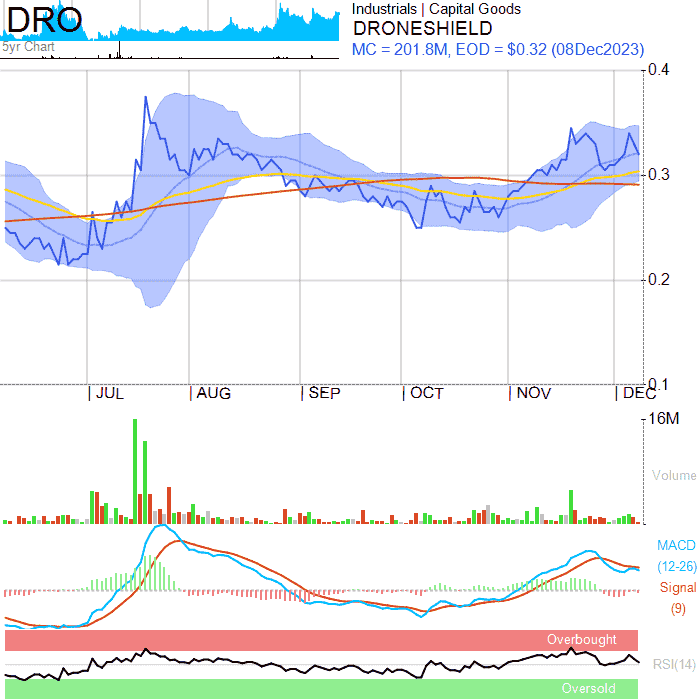 DRO
5yr Chart
Industrials | Capital Goods
DRONESHIELD
MC = 201.8M, EOD = $0.32 (08Dec2023)
0.4
0.3
0.2
0.1
JUL AUG SEP OCT NOV DEC
16M
Volume
MACD
(12-26)
Signal
(9)
Overbought
RSI(14)
Oversold